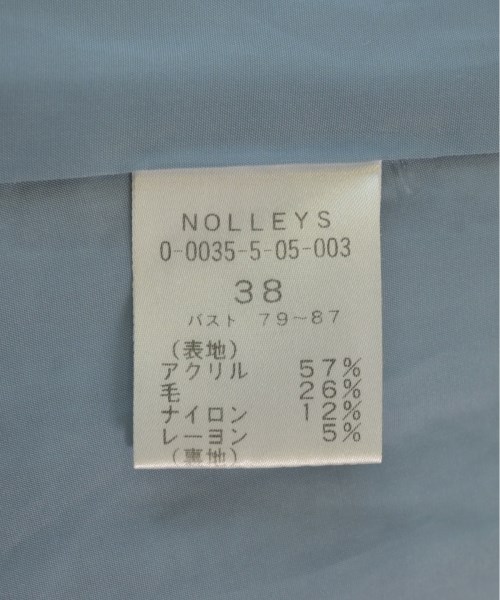 NOLLEYS
0-0035-5-05-003
38
バスト 79～87
(表地)
アクリル 57%
毛 26%
ナイロン 12%
レーヨン 5%
(裏地)